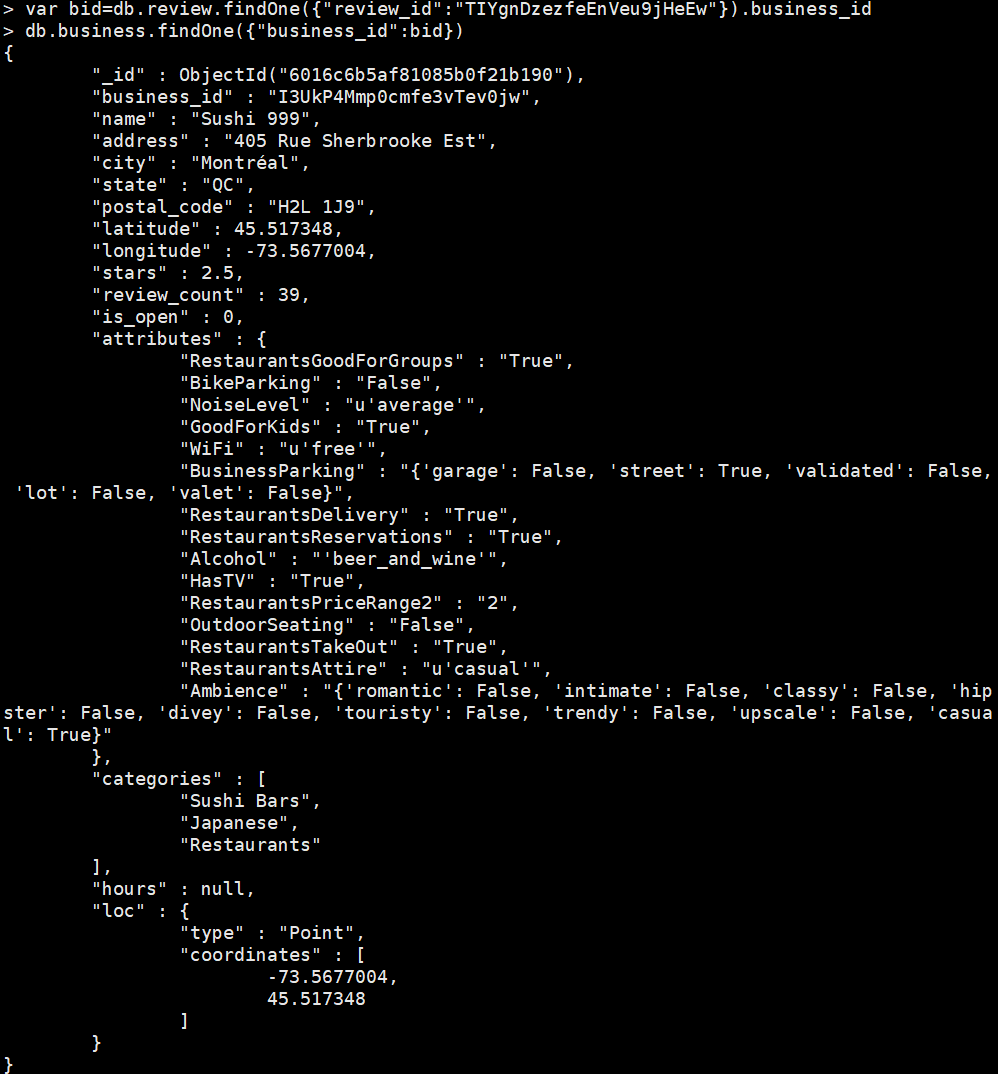 > var bid=db.review.findOne({"review_id":"TIYgnDzezfeEnVeu9jHeEw"}).business_id
> db.business.findOne({"business_id":bid})
{
        "_id" : ObjectId("6016c6b5af81085b0f21b190"),
        "business_id" : "I3UkP4Mmp0cmfe3vTev0jw",
        "name" : "Sushi 999",
        "address" : "405 Rue Sherbrooke Est",
        "city" : "Montréal",
        "state" : "QC",
        "postal_code" : "H2L 1J9",
        "latitude" : 45.517348,
        "longitude" : -73.5677004,
        "stars" : 2.5,
        "review_count" : 39,
        "is_open" : 0,
        "attributes" : {
                "RestaurantsGoodForGroups" : "True",
                "BikeParking" : "False",
                "NoiseLevel" : "u'average'",
                "GoodForKids" : "True",
                "WiFi" : "u'free'",
                "BusinessParking" : "{'garage': False, 'street': True, 'validated': False,
 'lot': False, 'valet': False}",
                "RestaurantsDelivery" : "True",
                "RestaurantsReservations" : "True",
                "Alcohol" : "'beer_and_wine'",
                "HasTV" : "True",
                "RestaurantsPriceRange2" : "2",
                "OutdoorSeating" : "False",
                "RestaurantsTakeOut" : "True",
                "RestaurantsAttire" : "u'casual'",
                "Ambience" : "{'romantic': False, 'intimate': False, 'classy': False, 'hip
ster': False, 'divey': False, 'touristy': False, 'trendy': False, 'upscale': False, 'casua
l': True}"
        },
        "categories" : [
                "Sushi Bars",
                "Japanese",
                "Restaurants"
        ],
        "hours" : null,
        "loc" : {
                "type" : "Point",
                "coordinates" : [
                        -73.5677004,
                        45.517348
                ]
        }
}